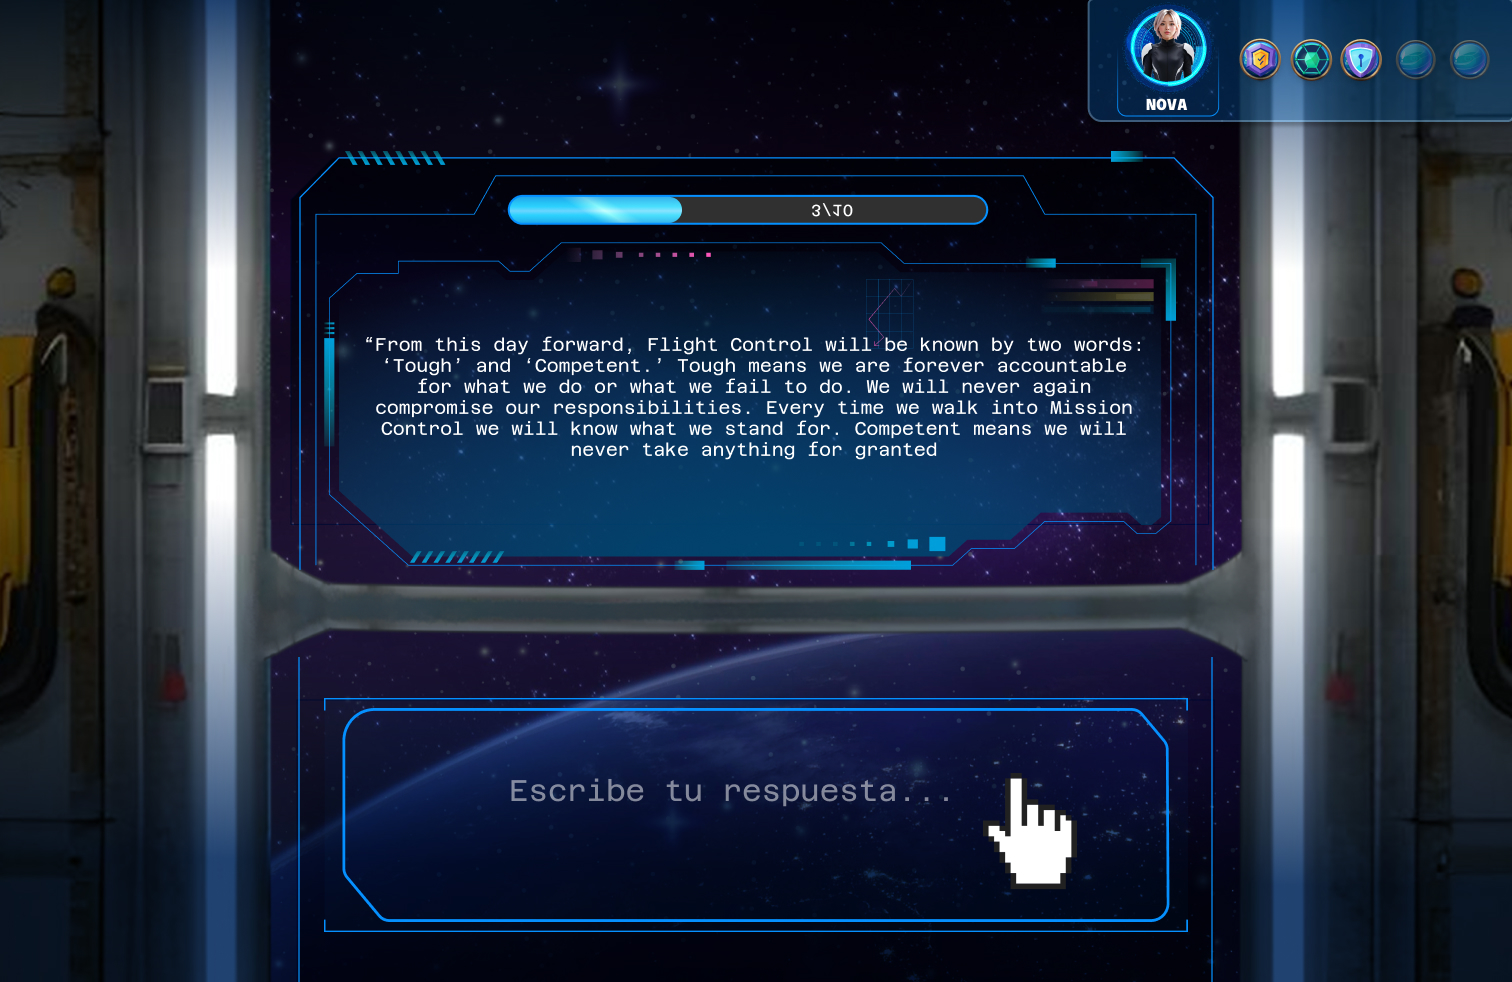 NOVA
3\10
“From this day forward, Flight Control will be known by two words:
‘Tough’ and ‘Competent.’ Tough means we are forever accountable
for what we do or what we fail to do. We will never again
compromise our responsibilities. Every time we walk into Mission
Control we will know what we stand for. Competent means we will
never take anything for granted
Escribe tu respuesta...